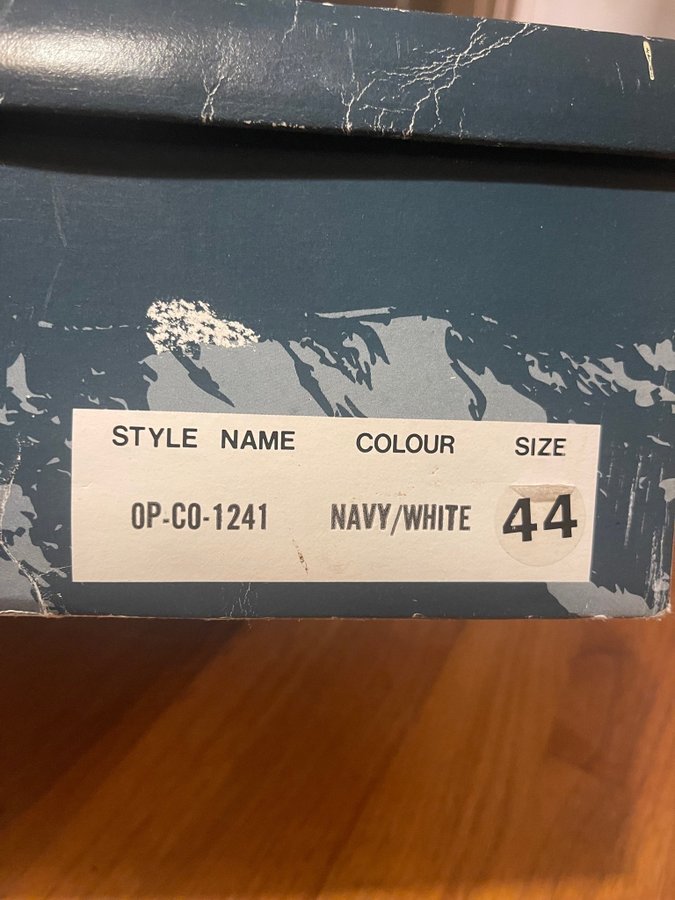 STYLE NAME COLOUR SIZE
OP-CO-1241 NAVY/WHITE 44